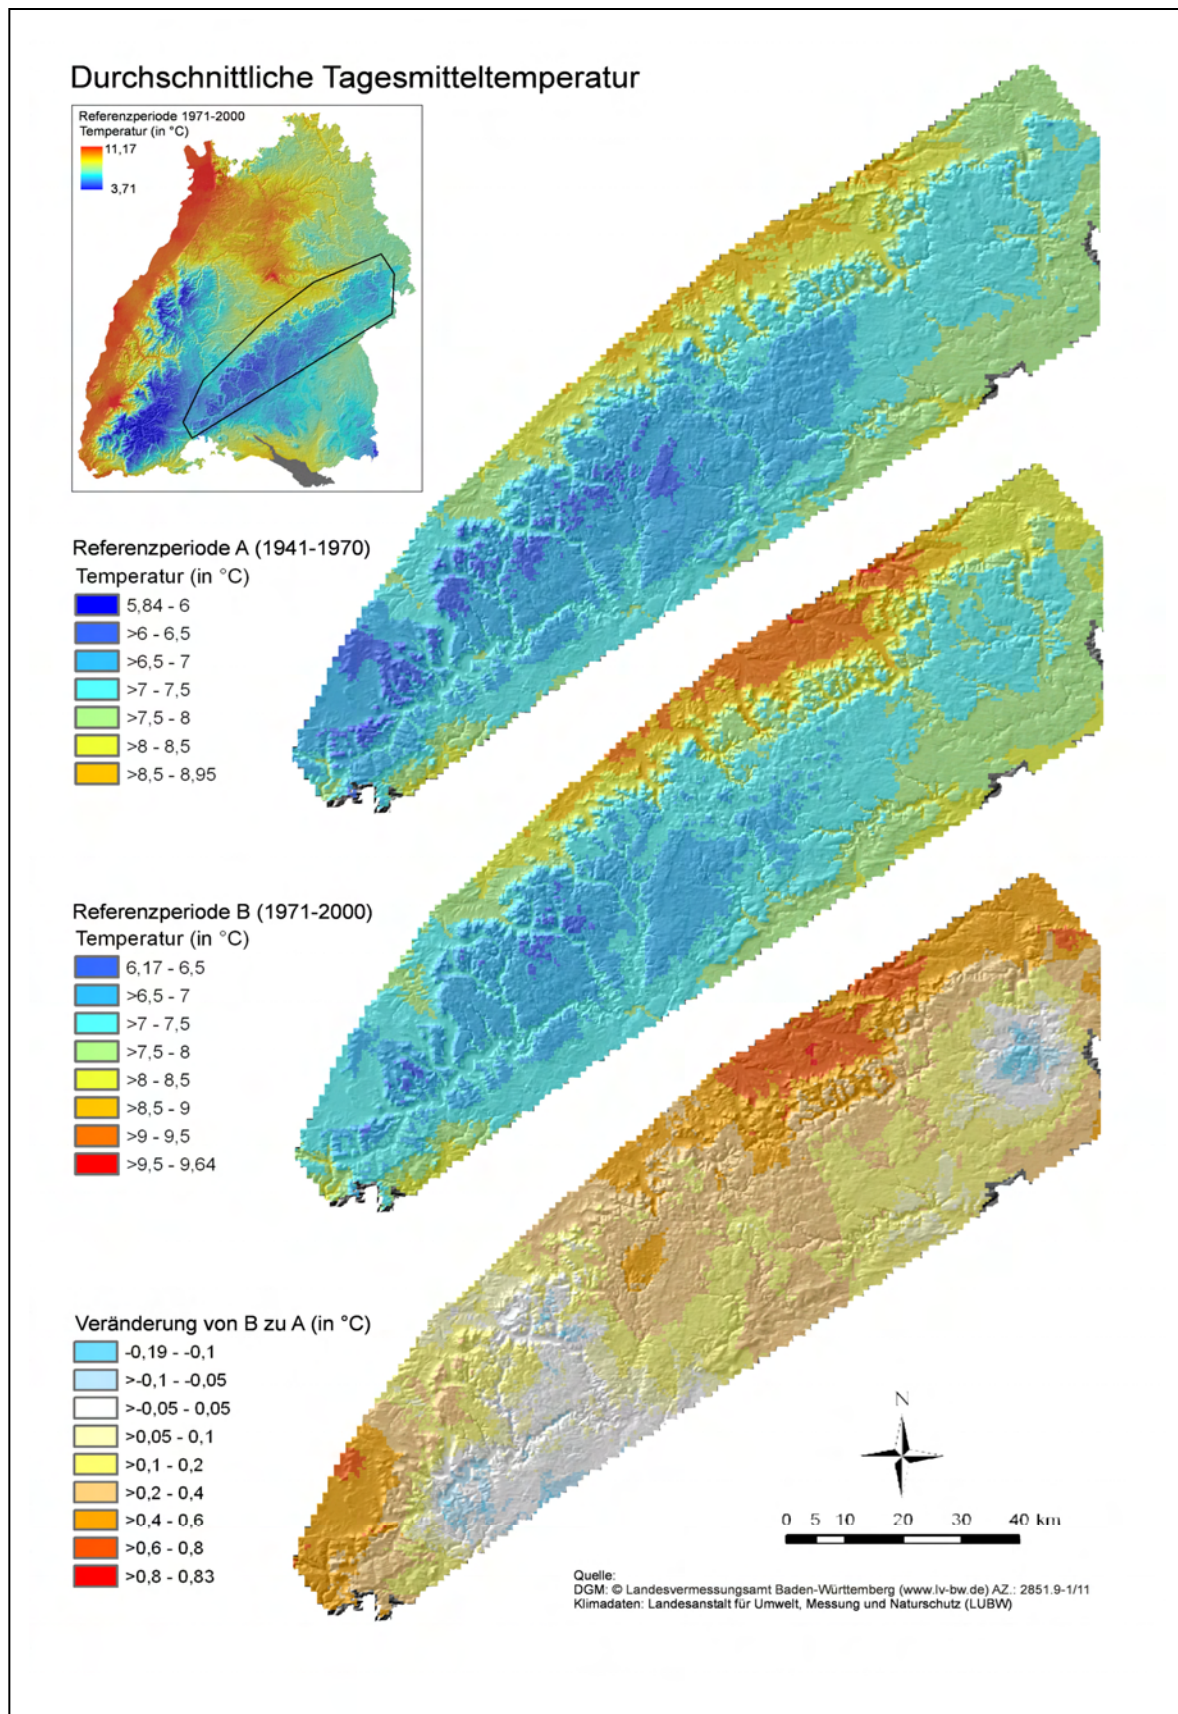 Durchschnittliche Tagesmitteltemperatur
Referenzperiode 1971-2000
Temperatur (in °C)
11,17
3,71
Referenzperiode A (1941-1970)
Temperatur (in °C)
5,84 - 6
>6 - 6,5
>6,5 - 7
>7 - 7,5
>7,5 - 8
>8 - 8,5
>8,5 - 8,95
Referenzperiode B (1971-2000)
Temperatur (in °C)
6,17 - 6,5
>6,5 - 7
>7 - 7,5
>7,5 - 8
>8 - 8,5
>8,5 - 9
>9 - 9,5
>9,5 - 9,64
Veränderung von B zu A (in °C)
-0,19 - -0,1
>-0,1 - -0,05
>-0,05 - 0,05
>0,05 - 0,1
>0,1 - 0,2
>0,2 - 0,4
>0,4 - 0,6
>0,6 - 0,8
>0,8 - 0,83
N
0 5 10 20 30 40 km
Quelle:
DGM: © Landesvermessungsamt Baden-Württemberg (www.lv-bw.de) AZ.: 2851.9-1/11
Klimadaten: Landesanstalt für Umwelt, Messung und Naturschutz (LUBW)